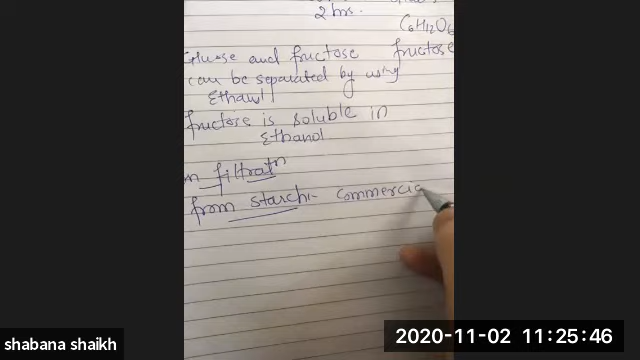 2 hrs.
C6H12O6
Glucose and fructose fructose
can be separated by using
Ethanol
fructose is soluble in
Ethanol
on filtratn
from starch:- commercia
shabana shaikh
2020-11-02 11:25:46